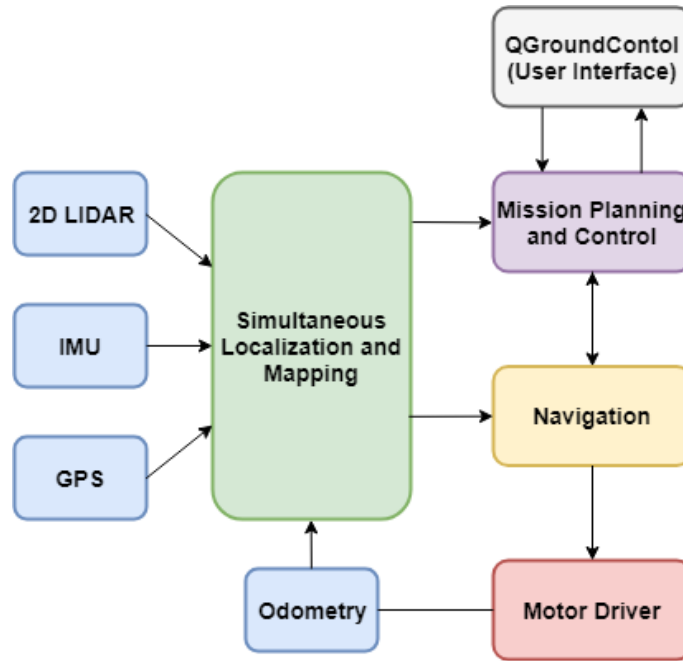 QGroundContol
(User Interface)
2D LIDAR
Mission Planning
and Control
Simultaneous
Localization and
Mapping
IMU
Navigation
GPS
Odometry
Motor Driver